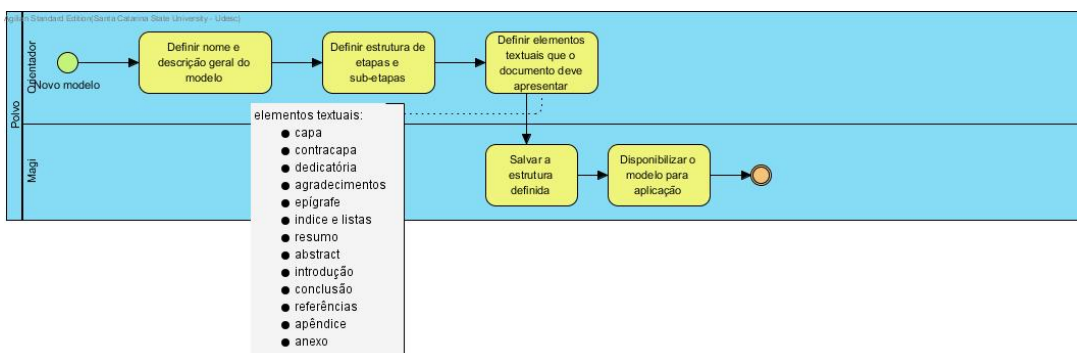 Agilian Standard Edition(Santa Catarina State University - Udesc)
Polvo
Orientador
Novo modelo
Definir nome e
descrição geral do
modelo
Definir estrutura de
etapas e
sub-etapas
Definir elementos
textuais que o
documento deve
apresentar
elementos textuais:
● capa
● contracapa
● dedicatória
● agradecimentos
● epígrafe
● indice e listas
● resumo
● abstract
● introdução
● conclusão
● referências
● apêndice
● anexo
Magi
Salvar a
estrutura
definida
Disponibilizar o
modelo para
aplicação